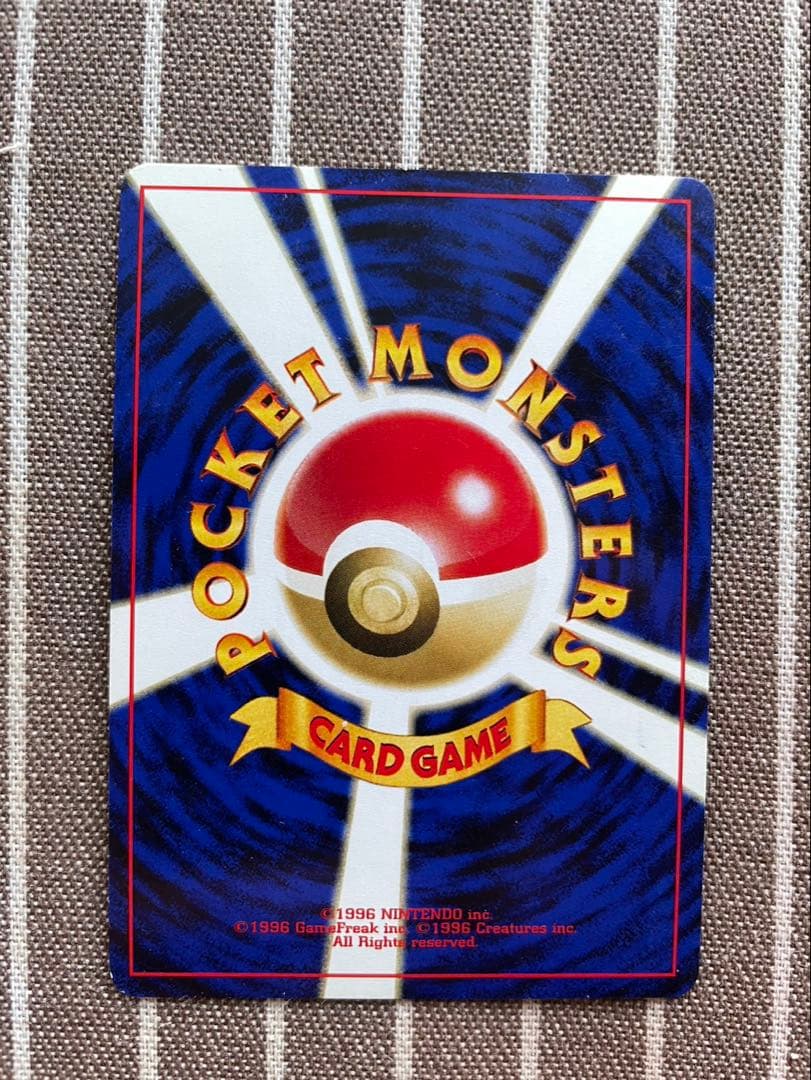 POCKET MONSTERS
CARD GAME
©1996 NINTENDO inc.
©1996 GameFreak inc. ©1996 Creatures inc.
All Rights reserved.